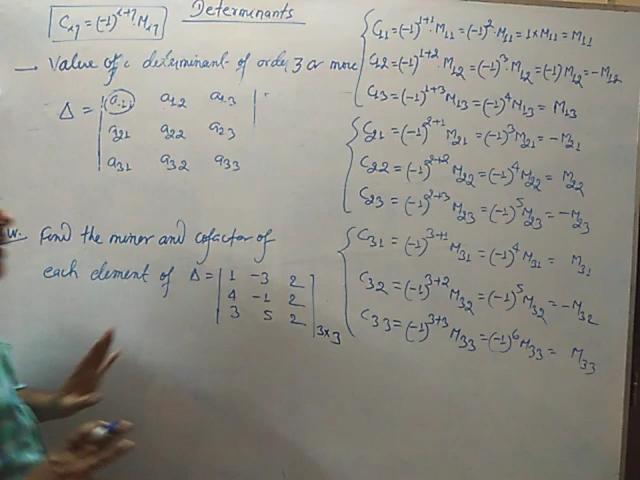 Determinants
Cij = (-1)^{i+j} Mij
— Value of a determinant of order 3 or more
Δ = | a11 a12 a13 |
a21 a22 a23
a31 a32 a33
W. Find the minor and cofactor of
each element of Δ = | 1 -3 2 |
4 -1 2
3 5 2 | 3×3
C11 = (-1)^{1+1} · M11 = (-1)^2 · M11 = 1 × M11 = M11
C12 = (-1)^{1+2} · M12 = (-1)^3 · M12 = (-1) M12 = -M12
C13 = (-1)^{1+3} M13 = (-1)^4 M13 = M13
C21 = (-1)^{2+1} M21 = (-1)^3 M21 = -M21
C22 = (-1)^{2+2} M22 = (-1)^4 M22 = M22
C23 = (-1)^{2+3} M23 = (-1)^5 M23 = -M23
C31 = (-1)^{3+1} M31 = (-1)^4 M31 = M31
C32 = (-1)^{3+2} M32 = (-1)^5 M32 = -M32
C33 = (-1)^{3+3} M33 = (-1)^6 M33 = M33